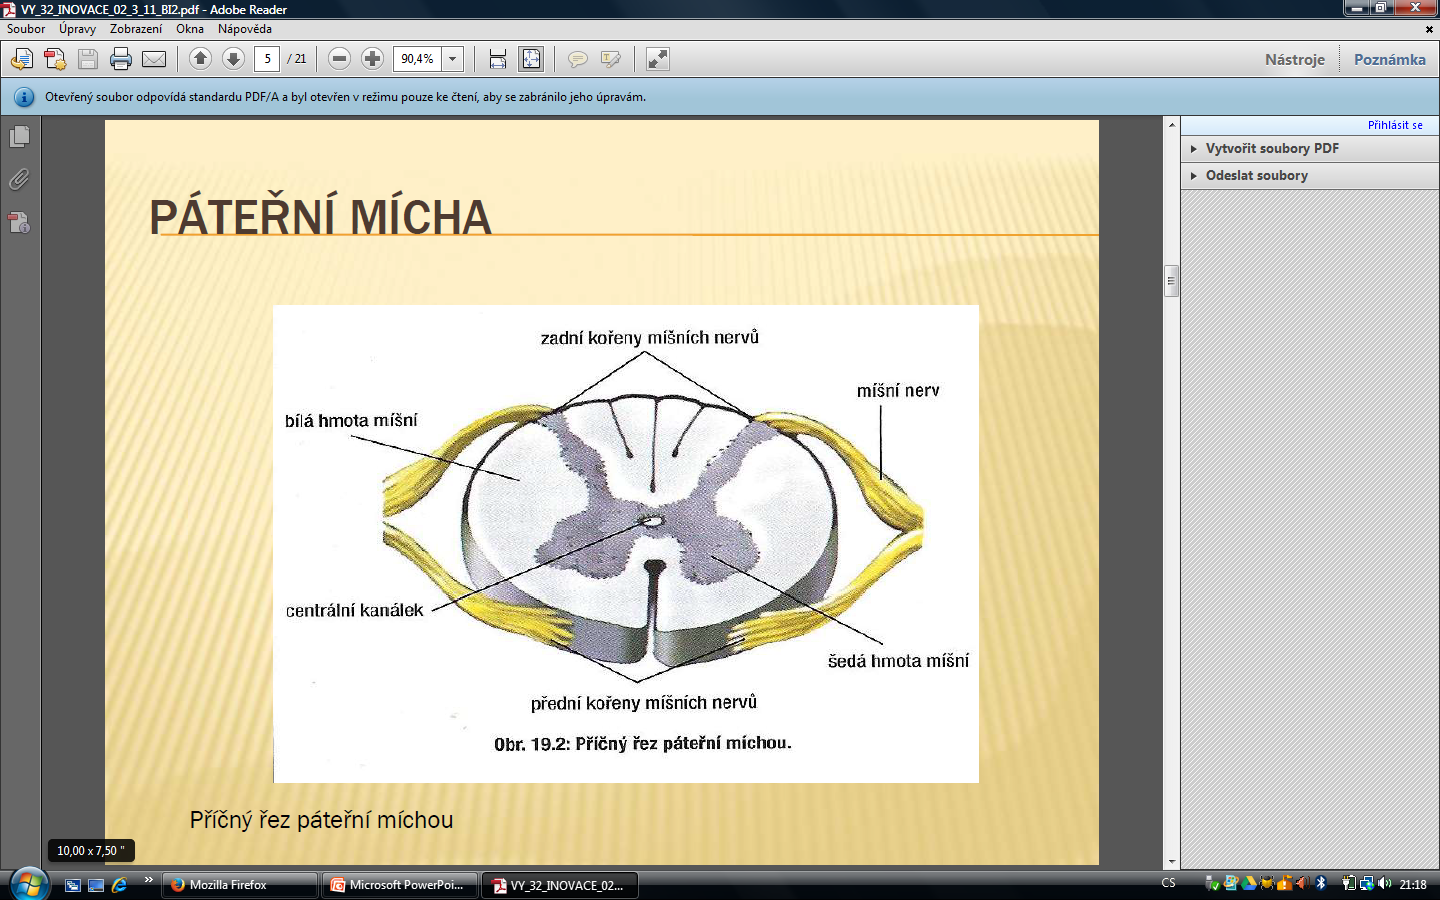 VY_32_INOVACE_02_3_11_BI2.pdf - Adobe Reader
Soubor Úpravy Zobrazení Okna Nápověda
5 / 21 90,4% Nástroje Poznámka
Otevřený soubor odpovídá standardu PDF/A a byl otevřen v režimu pouze ke čtení, aby se zabránilo jeho úpravám.
Přihlásit se
Vytvořit soubory PDF
Odeslat soubory
PÁTEŘNÍ MÍCHA
zadní kořeny míšních nervů
míšní nerv
bílá hmota míšní
centrální kanálek
šedá hmota míšní
přední kořeny míšních nervů
Obr. 19.2: Příčný řez páteřní míchou.
Příčný řez páteřní míchou
10,00 x 7,50 "
» Mozilla Firefox Microsoft PowerPoi... VY_32_INOVACE_02... CS 21:18